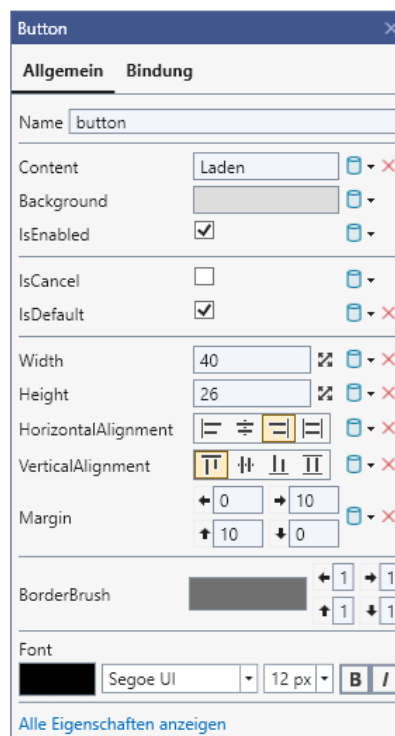 Button
Allgemein Bindung
Name button
Content Laden
Background
IsEnabled
IsCancel
IsDefault
Width 40
Height 26
HorizontalAlignment
VerticalAlignment
Margin 0 10
10 0
BorderBrush 1 1
1 1
Font
Segoe UI 12 px B I
Alle Eigenschaften anzeigen